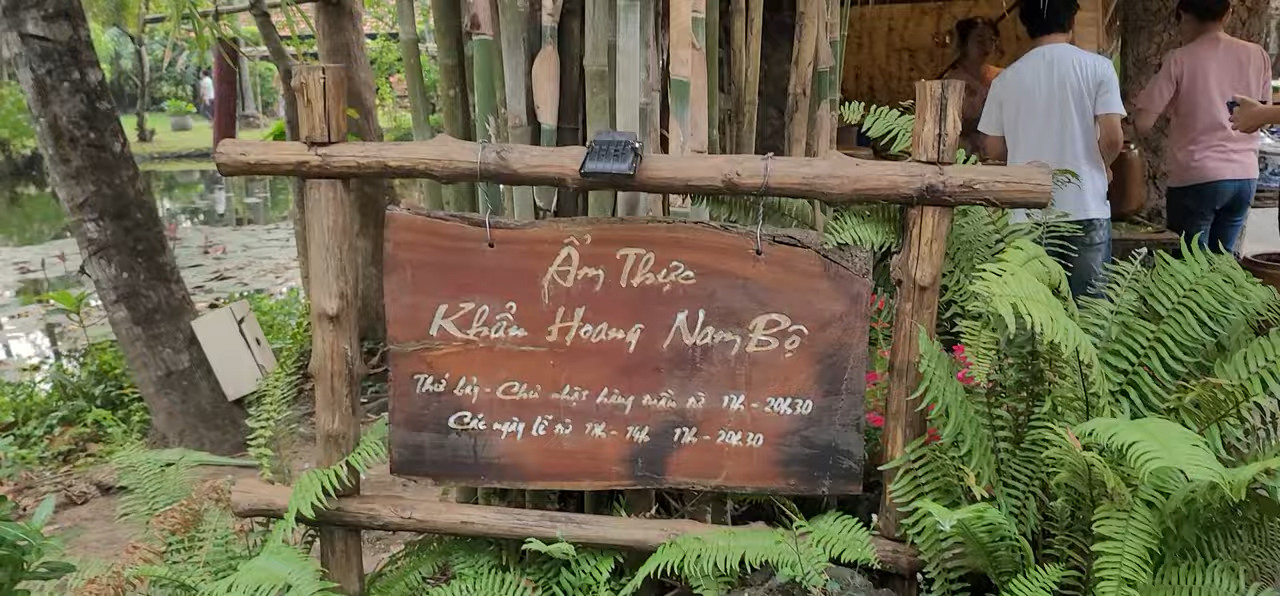 Ẩm Thực
Khẩn Hoang Nam Bộ
Thứ bảy - Chủ nhật hàng tuần từ 17h - 20h30
Các ngày lễ từ 11h - 14h 17h - 20h30